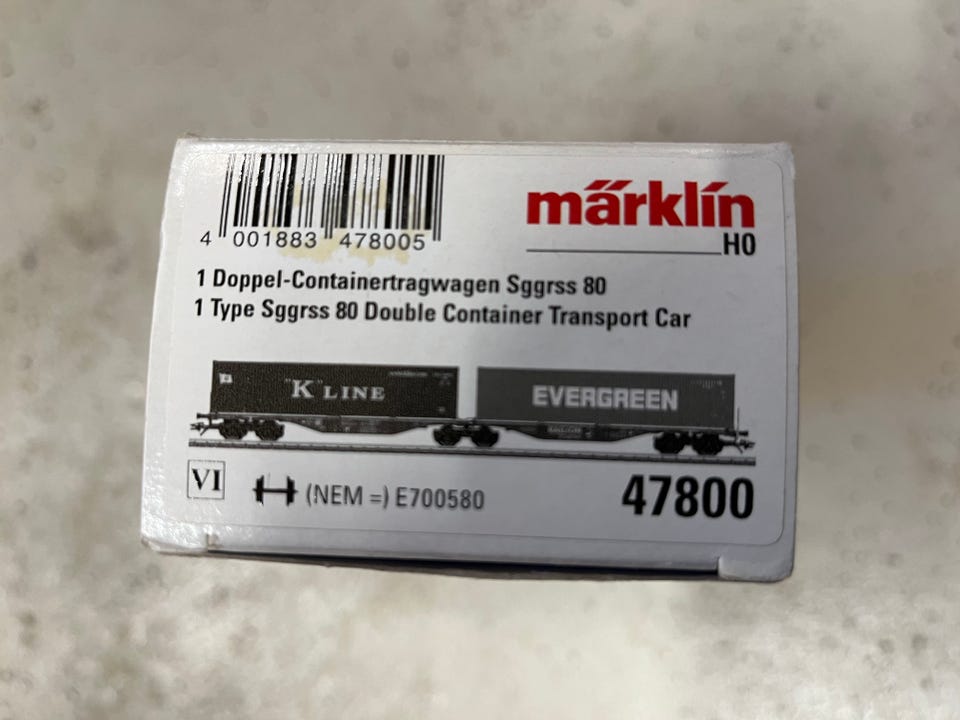 4 001883 478005
märklin
H0
1 Doppel-Containertragwagen Sggrss 80
1 Type Sggrss 80 Double Container Transport Car
"K" LINE
EVERGREEN
VI
(NEM =) E700580
47800